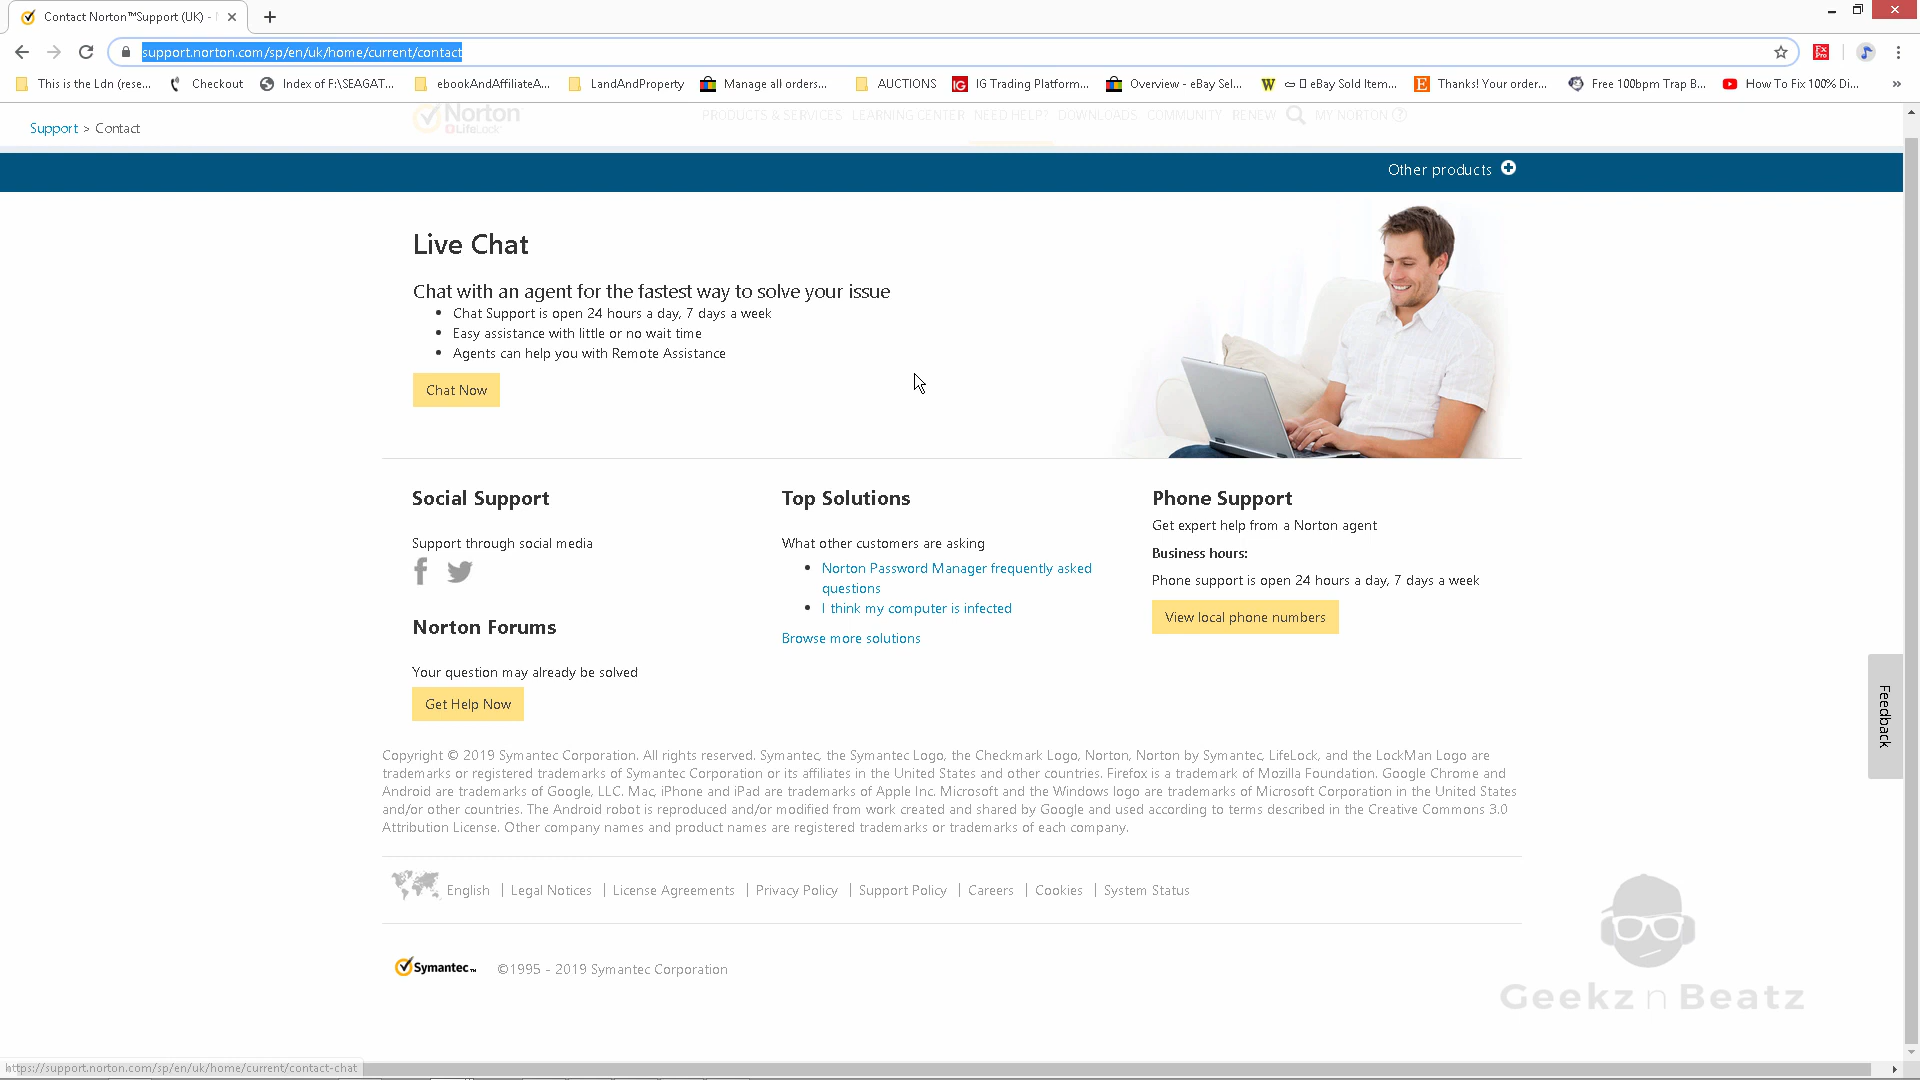 Contact Norton™Support (UK) -
support.norton.com/sp/en/uk/home/current/contact
This is the Ldn (rese...
Checkout
Index of F:\SEAGAT...
ebookAndAffiliateA...
LandAndProperty
Manage all orders...
AUCTIONS
IG Trading Platform...
Overview - eBay Sel...
eBay Sold Item...
Thanks! Your order...
Free 100bpm Trap B...
How To Fix 100% Di...
»
Norton
LifeLock
PRODUCTS & SERVICES LEARNING CENTER NEED HELP? DOWNLOADS COMMUNITY RENEW MY NORTON
Support > Contact
Other products
Live Chat
Chat with an agent for the fastest way to solve your issue
• Chat Support is open 24 hours a day, 7 days a week
• Easy assistance with little or no wait time
• Agents can help you with Remote Assistance
Chat Now
Social Support
Support through social media
Norton Forums
Your question may already be solved
Get Help Now
Top Solutions
What other customers are asking
• Norton Password Manager frequently asked
questions
• I think my computer is infected
Browse more solutions
Phone Support
Get expert help from a Norton agent
Business hours:
Phone support is open 24 hours a day, 7 days a week
View local phone numbers
Feedback
Copyright © 2019 Symantec Corporation. All rights reserved. Symantec, the Symantec Logo, the Checkmark Logo, Norton, Norton by Symantec, LifeLock, and the LockMan Logo are
trademarks or registered trademarks of Symantec Corporation or its affiliates in the United States and other countries. Firefox is a trademark of Mozilla Foundation. Google Chrome and
Android are trademarks of Google, LLC. Mac, iPhone and iPad are trademarks of Apple Inc. Microsoft and the Windows logo are trademarks of Microsoft Corporation in the United States
and/or other countries. The Android robot is reproduced and/or modified from work created and shared by Google and used according to terms described in the Creative Commons 3.0
Attribution License. Other company names and product names are registered trademarks or trademarks of each company.
English | Legal Notices | License Agreements | Privacy Policy | Support Policy | Careers | Cookies | System Status
Symantec™ ©1995 - 2019 Symantec Corporation
Geekz n Beatz
https://support.norton.com/sp/en/uk/home/current/contact-chat